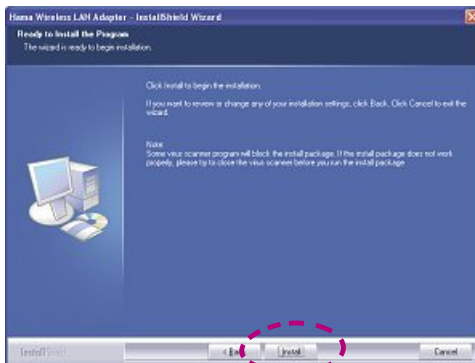 Hama Wireless LAN Adapter - InstallShield Wizard
Ready to Install the Program
The wizard is ready to begin installation.
Click Install to begin the installation.
If you want to review or change any of your installation settings, click Back. Click Cancel to exit the
wizard.
Note:
Some virus scanner program will block the install package. If the install package does not work
properly, please try to close the virus scanner before you run the install package
InstallShield
< Back
Install
Cancel